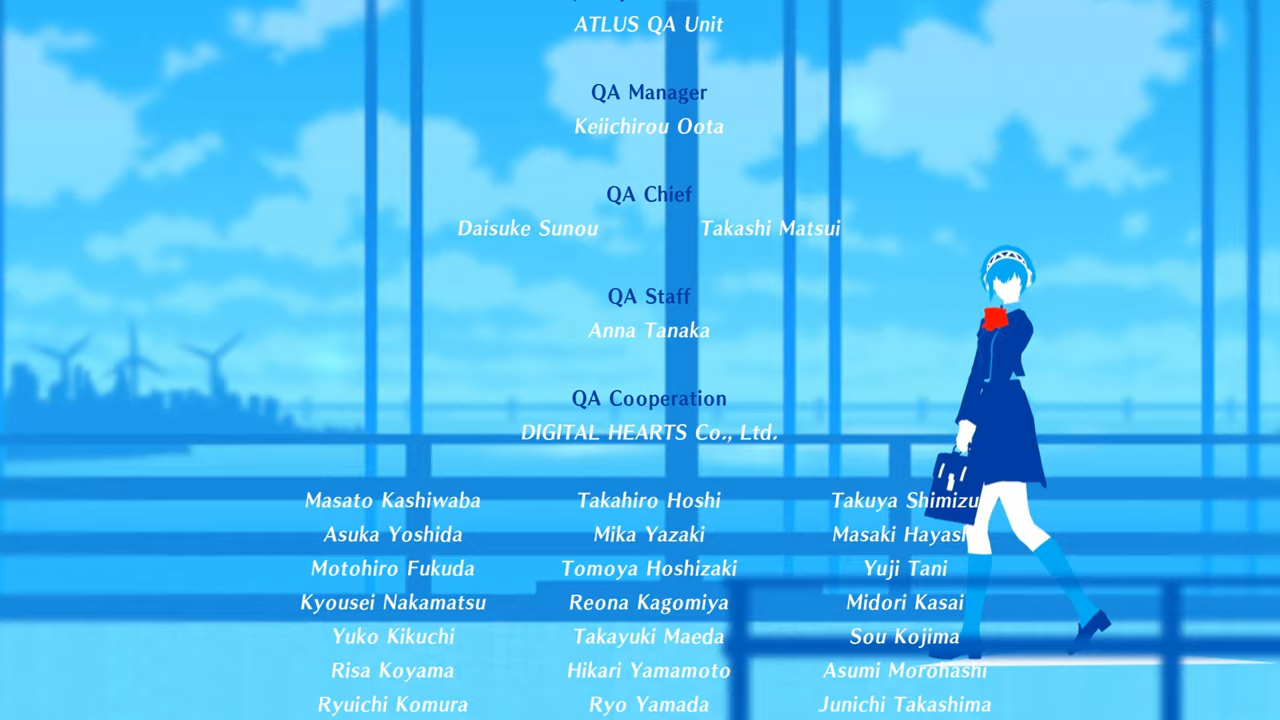 ATLUS QA Unit
QA Manager
Keiichirou Oota
QA Chief
Daisuke Sunou Takashi Matsui
QA Staff
Anna Tanaka
QA Cooperation
DIGITAL HEARTS Co., Ltd.
Masato Kashiwaba Takahiro Hoshi Takuya Shimizu
Asuka Yoshida Mika Yazaki Masaki Hayashi
Motohiro Fukuda Tomoya Hoshizaki Yuji Tani
Kyousei Nakamatsu Reona Kagomiya Midori Kasai
Yuko Kikuchi Takayuki Maeda Sou Kojima
Risa Koyama Hikari Yamamoto Asumi Morohashi
Ryuichi Komura Ryo Yamada Junichi Takashima